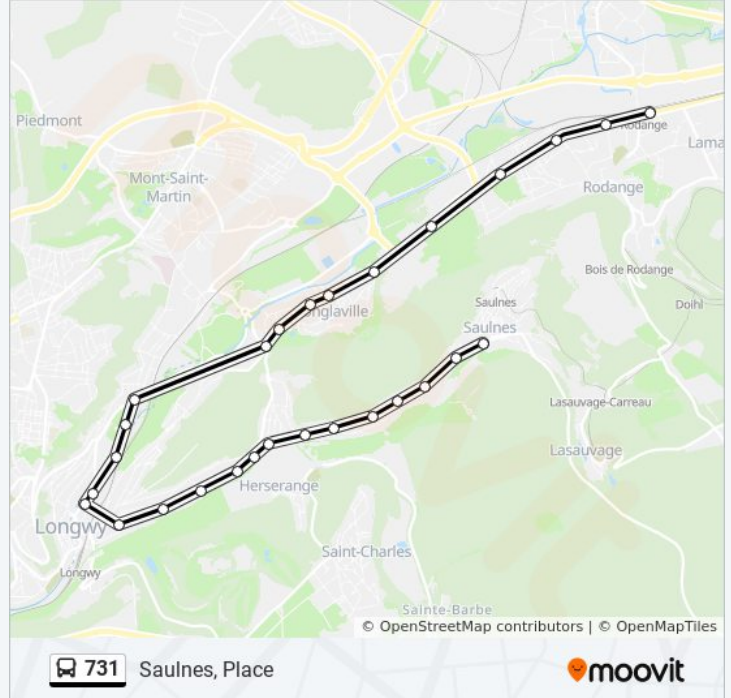 Piedmont
Rodange
Lama
Mont-Saint-
Martin
Rodange
Bois de Rodange
Saulnes
Doihl
onglaville
Saulnes
Lasauvage-Carreau
Lasauvage
Herserange
Longwy
Saint-Charles
Longwy
Sainte-Barbe
© OpenStreetMap contributors | © OpenMapTiles
731 Saulnes, Place
moovit